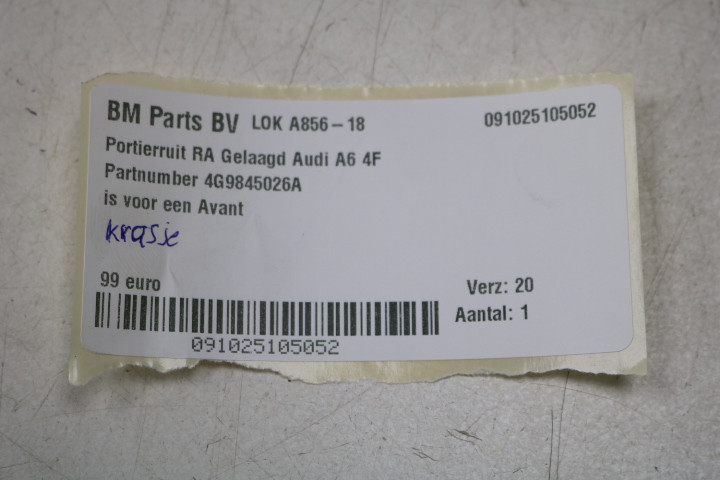 BM Parts BV LOK A856-18 091025105052
Portierruit RA Gelaagd Audi A6 4F
Partnumber 4G9845026A
is voor een Avant
krasje
99 euro Verz: 20
Aantal: 1
091025105052